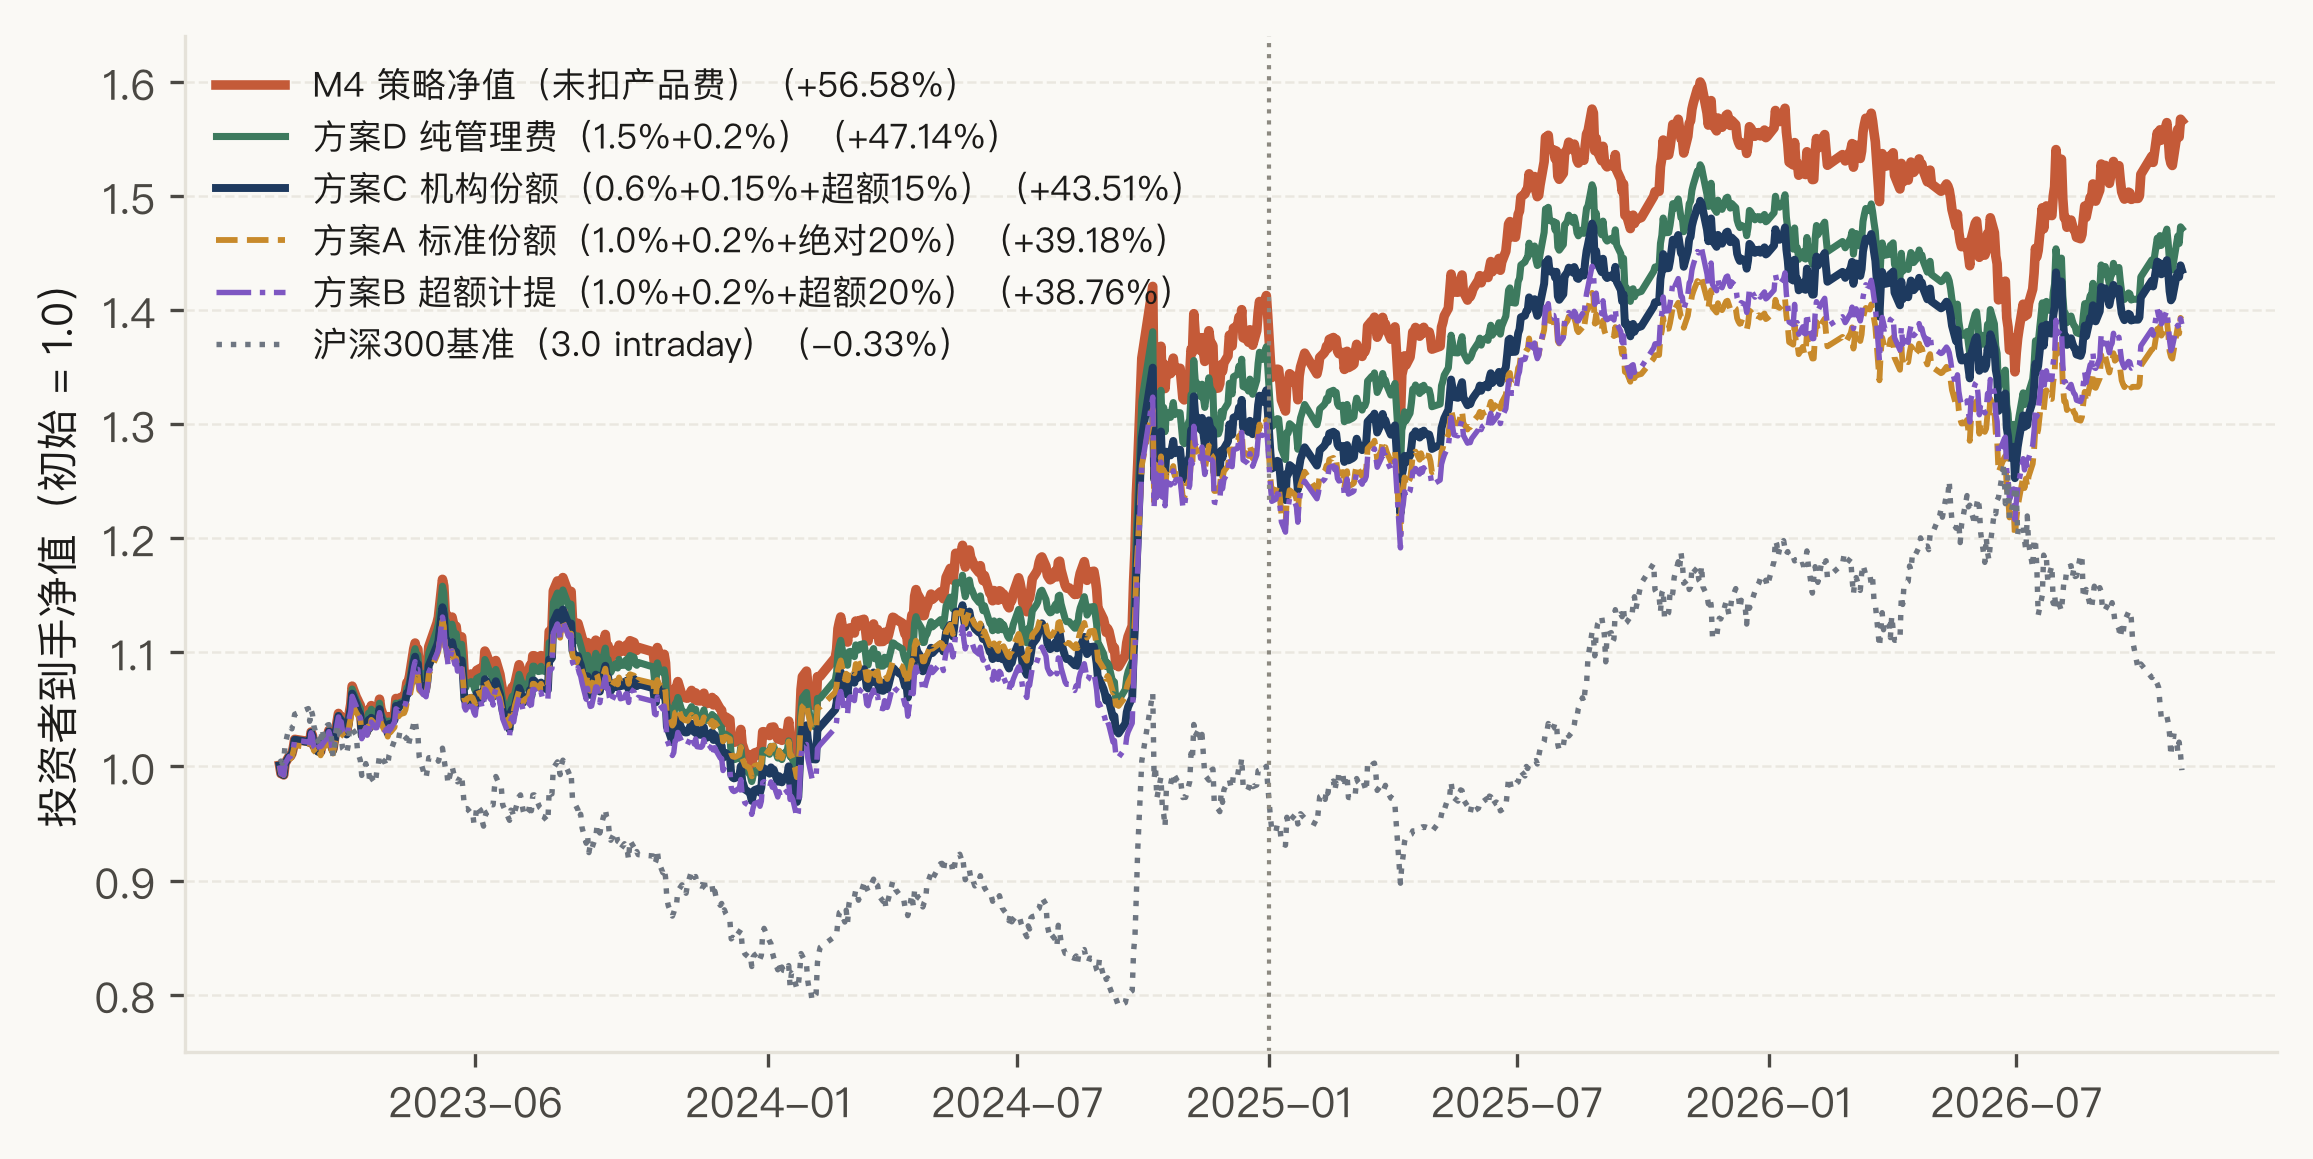 M4 策略净值（未扣产品费） （+56.58%）
方案D 纯管理费（1.5%+0.2%） （+47.14%）
方案C 机构份额（0.6%+0.15%+超额15%） （+43.51%）
方案A 标准份额（1.0%+0.2%+绝对20%） （+39.18%）
方案B 超额计提（1.0%+0.2%+超额20%） （+38.76%）
沪深300基准（3.0 intraday） （−0.33%）
投资者到手净值（初始 = 1.0）
1.6
1.5
1.4
1.3
1.2
1.1
1.0
0.9
0.8
2023−06
2024−01
2024−07
2025−01
2025−07
2026−01
2026−07